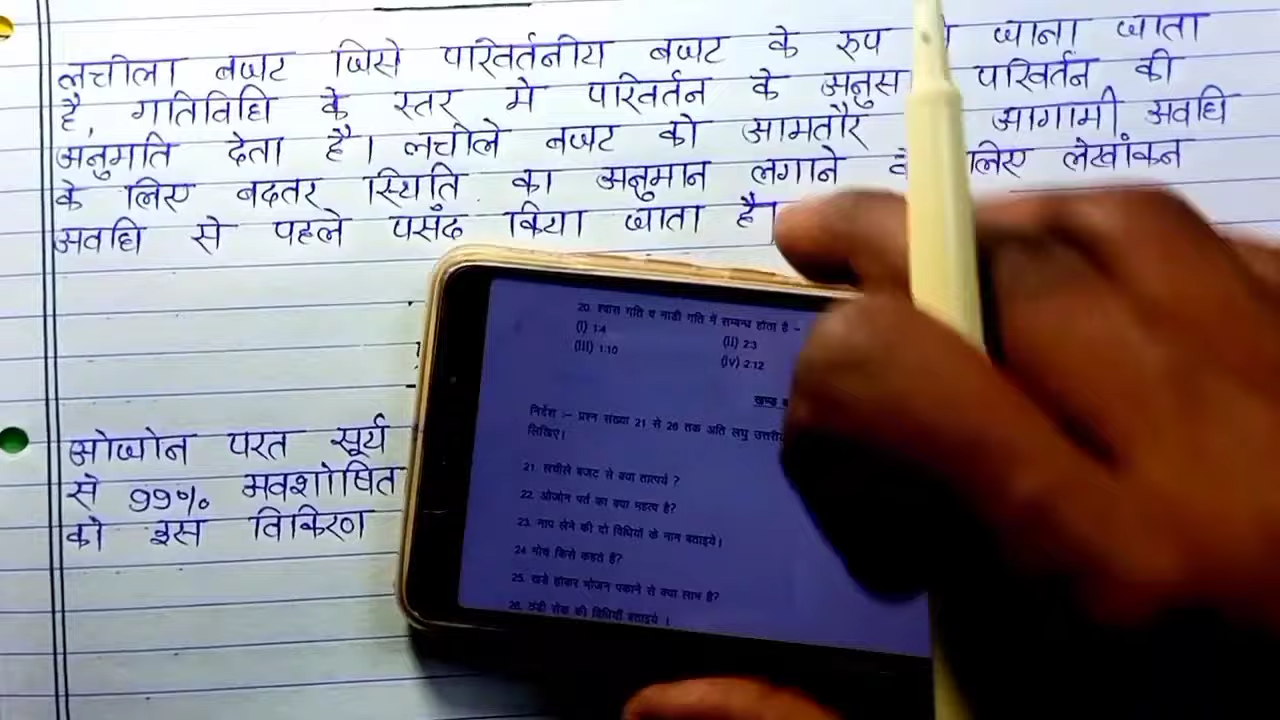 लचीला बजट जिसे परिवर्तनीय बजट के रूप जाना जाता
है, गतिविधि के स्तर मे परिवर्तन के अनुसा परिवर्तन की
अनुमति देता है। लचीले बजट को आमतौर आगामी अवधि
के लिए बदतर स्थिति का अनुमान लगाने के लिए लेखांकन
अवधि से पहले पसंद किया जाता है।
20. श्वास गति व नाडी गति में सम्बन्ध होता है –
(I) 1:4 (II) 2:3
(III) 1:10 (IV) 2:12
खण्ड
निर्देश :– प्रश्न संख्या 21 से 26 तक अति लघु
लिखिए।
21. लचीले बजट से क्या तात्पर्य ?
22. ओजोन पर्त का क्या महत्व है?
23. नाप लेने की दो विधियों के नाम बताइये।
24 मोच किसे कहते हैं?
25. खडे होकर भोजन पकाने से क्या लाभ है?
26. ठंडी सेक की विधियाँ बताइये ।
ओजोन परत सूर्य
से 99% अवशोषित
को इस विकिरण